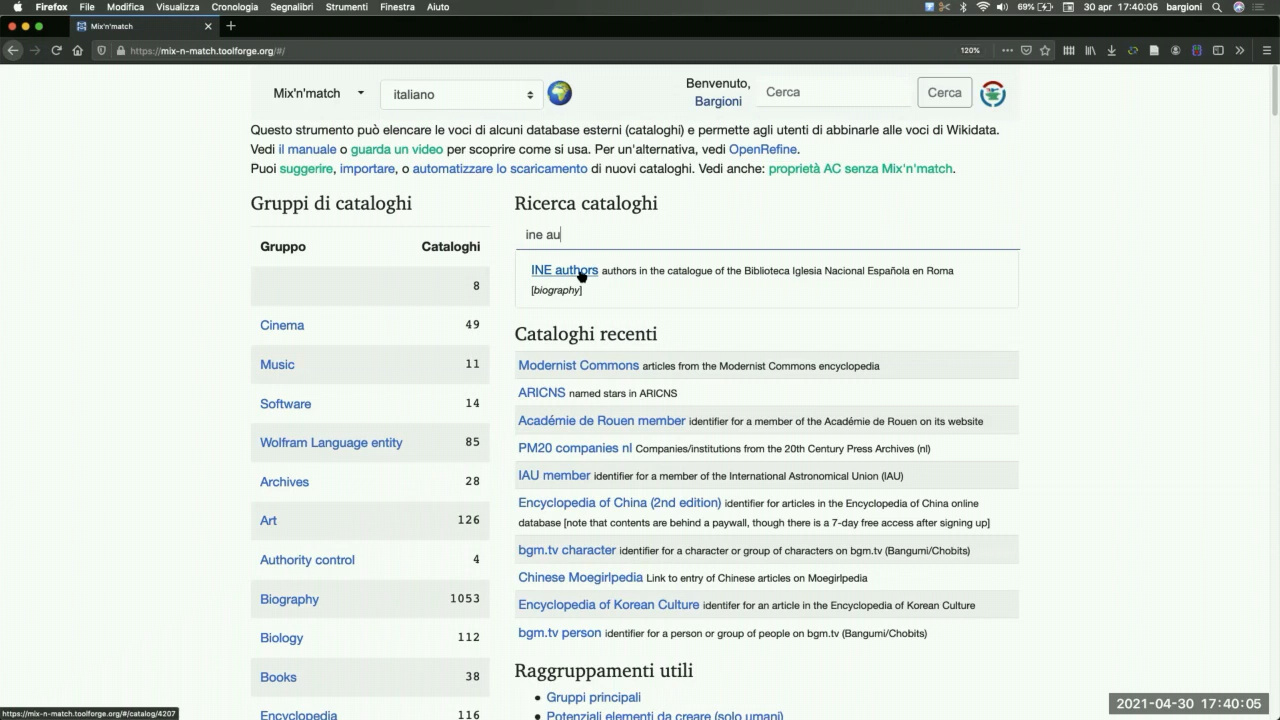 Firefox File Modifica Visualizza Cronologia Segnalibri Strumenti Finestra Aiuto 69% 30 apr 17:40:05 bargioni
Mix'n'match
https://mix-n-match.toolforge.org/#/ 120%
Mix'n'match italiano Benvenuto, Bargioni Cerca Cerca
Questo strumento può elencare le voci di alcuni database esterni (cataloghi) e permette agli utenti di abbinarle alle voci di Wikidata.
Vedi il manuale o guarda un video per scoprire come si usa. Per un'alternativa, vedi OpenRefine.
Puoi suggerire, importare, o automatizzare lo scaricamento di nuovi cataloghi. Vedi anche: proprietà AC senza Mix'n'match.
Gruppi di cataloghi
Gruppo Cataloghi
8
Cinema 49
Music 11
Software 14
Wolfram Language entity 85
Archives 28
Art 126
Authority control 4
Biography 1053
Biology 112
Books 38
Encyclopedia 116
Ricerca cataloghi
ine au
INE authors authors in the catalogue of the Biblioteca Iglesia Nacional Española en Roma
[biography]
Cataloghi recenti
Modernist Commons articles from the Modernist Commons encyclopedia
ARICNS named stars in ARICNS
Académie de Rouen member identifier for a member of the Académie de Rouen on its website
PM20 companies nl Companies/institutions from the 20th Century Press Archives (nl)
IAU member identifier for a member of the International Astronomical Union (IAU)
Encyclopedia of China (2nd edition) identifier for articles in the Encyclopedia of China online
database [note that contents are behind a paywall, though there is a 7-day free access after signing up]
bgm.tv character identifier for a character or group of characters on bgm.tv (Bangumi/Chobits)
Chinese Moegirlpedia Link to entry of Chinese articles on Moegirlpedia
Encyclopedia of Korean Culture identifer for an article in the Encyclopedia of Korean Culture
bgm.tv person identifier for a person or group of people on bgm.tv (Bangumi/Chobits)
Raggruppamenti utili
Gruppi principali
Potenziali elementi da creare (solo umani)
https://mix-n-match.toolforge.org/#/catalog/4207
2021-04-30 17:40:05